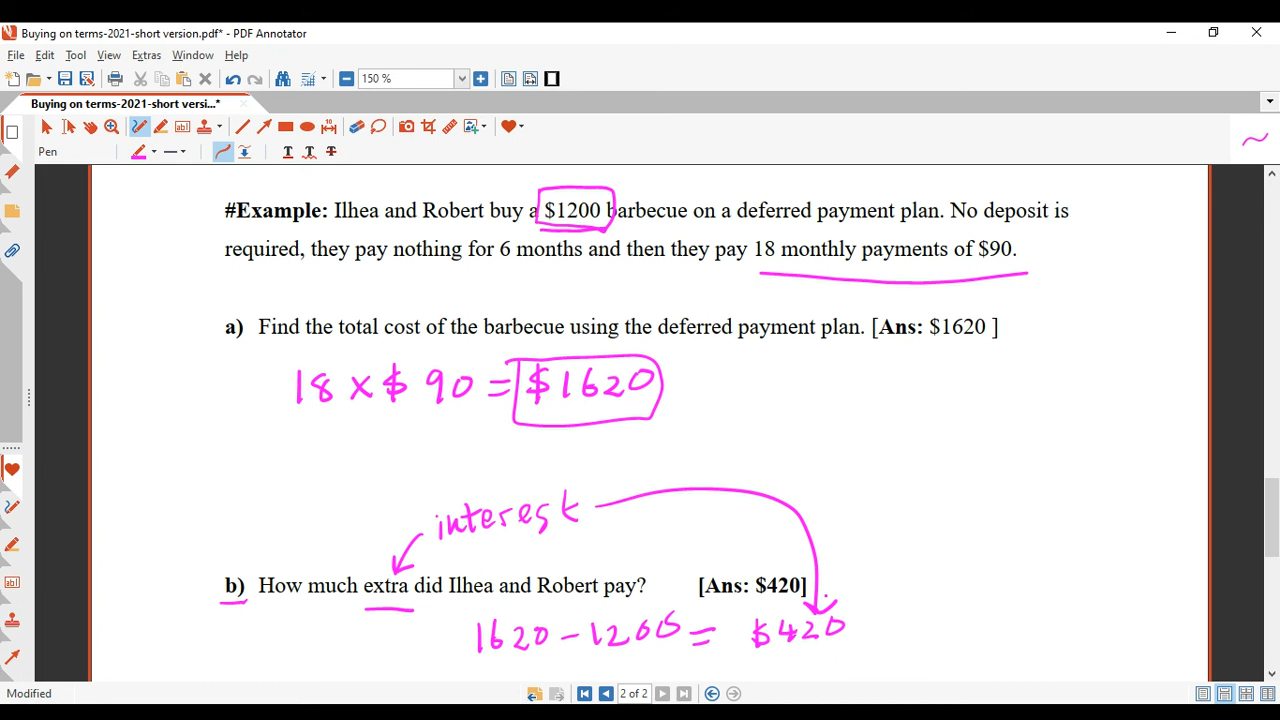 Buying on terms-2021-short version.pdf* - PDF Annotator
File Edit Tool View Extras Window Help
150 %
Buying on terms-2021-short versi...*
Pen
#Example: Ilhea and Robert buy a $1200 barbecue on a deferred payment plan. No deposit is
required, they pay nothing for 6 months and then they pay 18 monthly payments of $90.
a) Find the total cost of the barbecue using the deferred payment plan. [Ans: $1620 ]
18 x $ 90 = $1620
interest
b) How much extra did Ilhea and Robert pay? [Ans: $420]
1620 - 1200 = $420
Modified
2 of 2